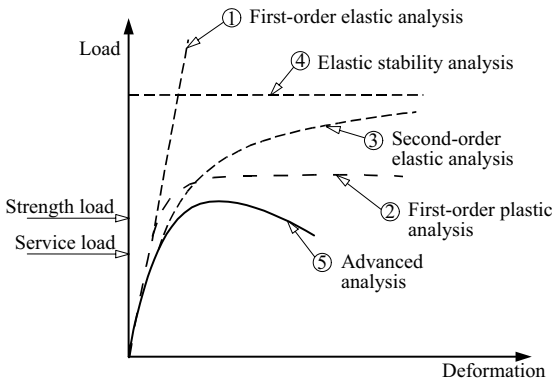 ① First-order elastic analysis
Load
④ Elastic stability analysis
③ Second-order
elastic analysis
Strength load
② First-order plastic
analysis
Service load
⑤ Advanced
analysis
Deformation